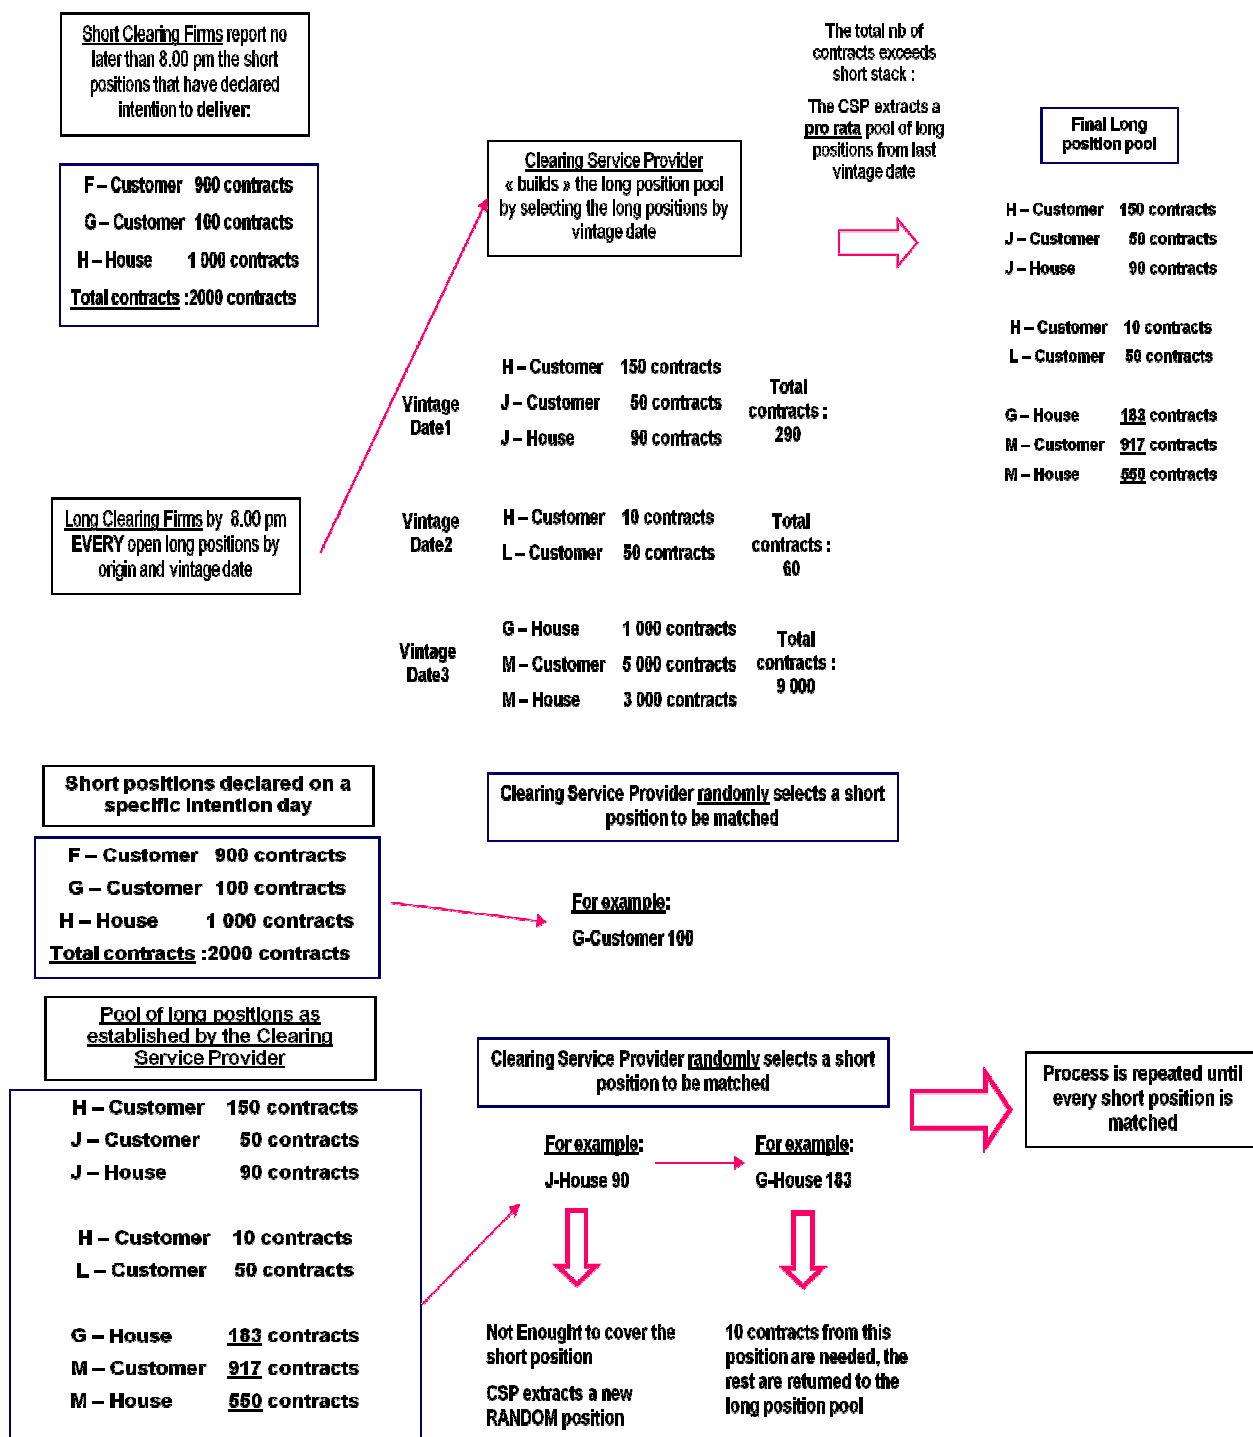 Short Clearing Firms report no
later than 8.00 pm the short
positions that have declared
intention to deliver:
F – Customer 900 contracts
G – Customer 100 contracts
H – House 1 000 contracts
Total contracts :2000 contracts
Long Clearing Firms by 8.00 pm
EVERY open long positions by
origin and vintage date
Clearing Service Provider
« builds » the long position pool
by selecting the long positions by
vintage date
The total nb of
contracts exceeds
short stack :
The CSP extracts a
pro rata pool of long
positions from last
vintage date
Final Long
position pool
H – Customer 150 contracts
J – Customer 50 contracts
J – House 90 contracts
H – Customer 10 contracts
L – Customer 50 contracts
G – House 183 contracts
M – Customer 917 contracts
M – House 550 contracts
Vintage
Date1
H – Customer 150 contracts
J – Customer 50 contracts
J – House 90 contracts
Total
contracts :
290
Vintage
Date2
H – Customer 10 contracts
L – Customer 50 contracts
Total
contracts :
60
Vintage
Date3
G – House 1 000 contracts
M – Customer 5 000 contracts
M – House 3 000 contracts
Total
contracts :
9 000
Short positions declared on a
specific intention day
F – Customer 900 contracts
G – Customer 100 contracts
H – House 1 000 contracts
Total contracts :2000 contracts
Clearing Service Provider randomly selects a short
position to be matched
For example:
G-Customer 100
Pool of long positions as
established by the Clearing
Service Provider
H – Customer 150 contracts
J – Customer 50 contracts
J – House 90 contracts
H – Customer 10 contracts
L – Customer 50 contracts
G – House 183 contracts
M – Customer 917 contracts
M – House 550 contracts
Clearing Service Provider randomly selects a short
position to be matched
For example:
J-House 90
For example:
G-House 183
Not Enought to cover the
short position
CSP extracts a new
RANDOM position
10 contracts from this
position are needed, the
rest are returned to the
long position pool
Process is repeated until
every short position is
matched